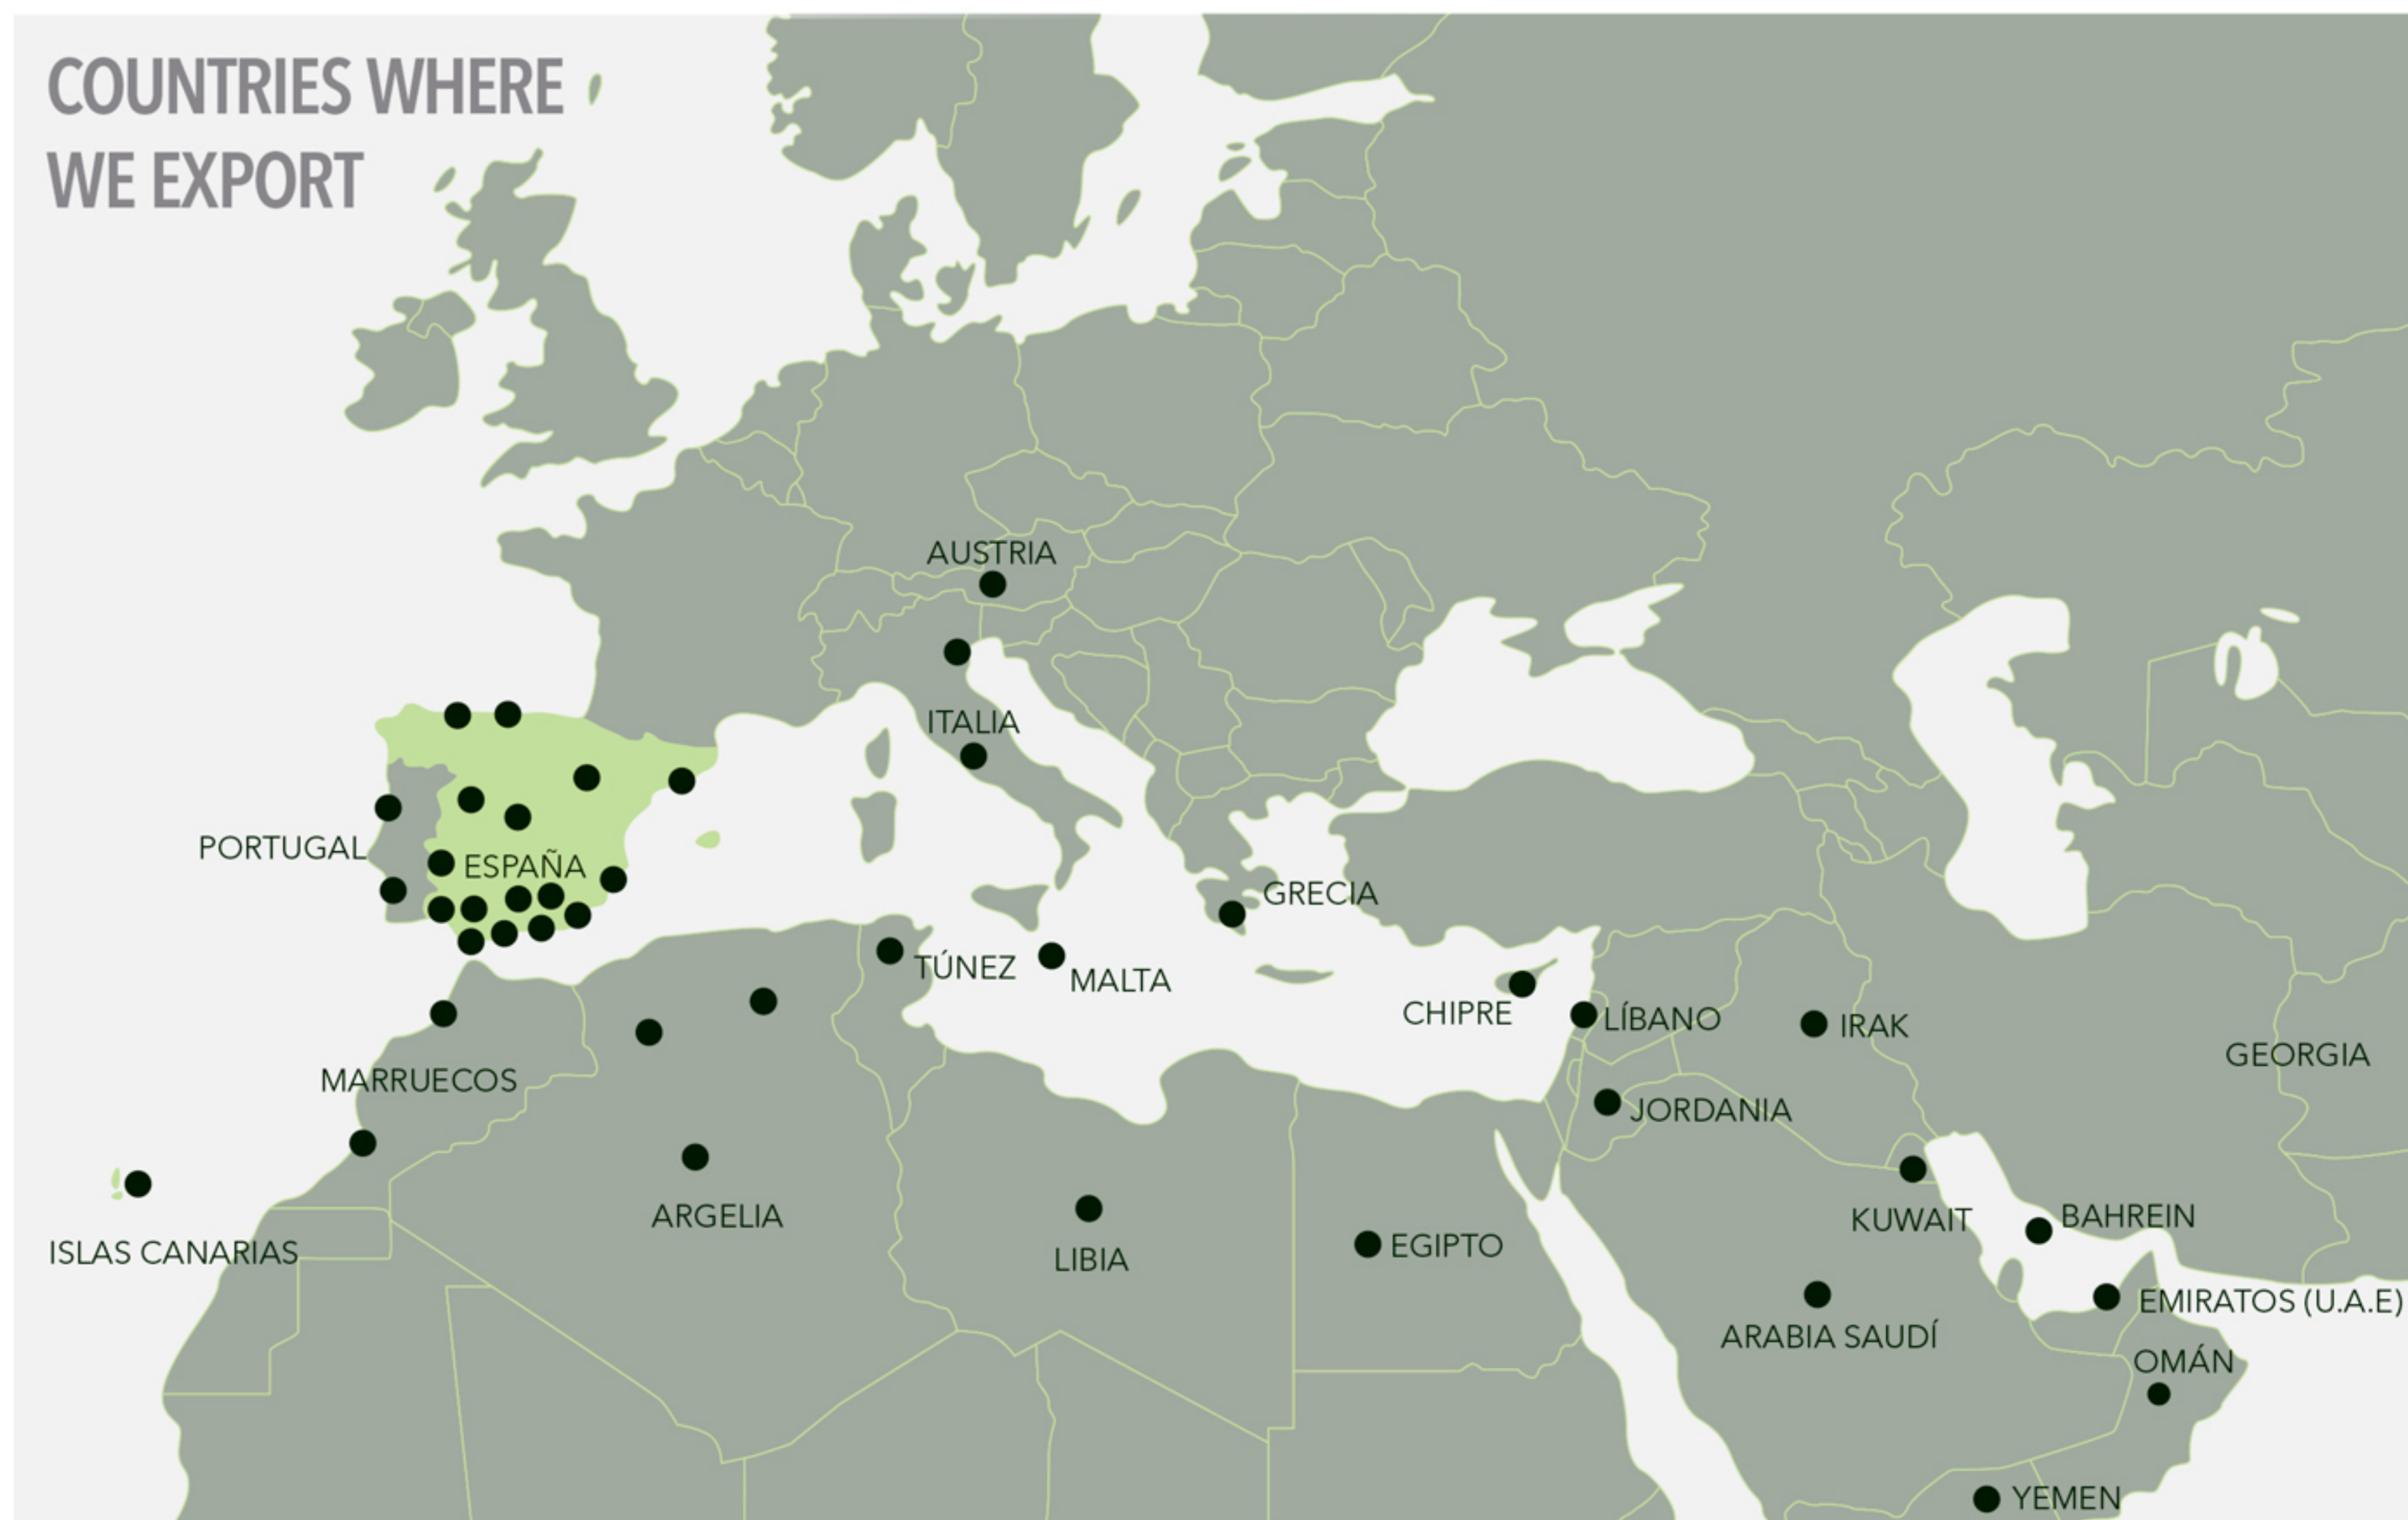 COUNTRIES WHERE
WE EXPORT
AUSTRIA
ITALIA
PORTUGAL
ESPAÑA
GRECIA
TÚNEZ
MALTA
CHIPRE
LÍBANO
IRAK
GEORGIA
MARRUECOS
JORDANIA
ARGELIA
KUWAIT
BAHREIN
ISLAS CANARIAS
LIBIA
EGIPTO
EMIRATOS (U.A.E)
ARABIA SAUDÍ
OMÁN
YEMEN